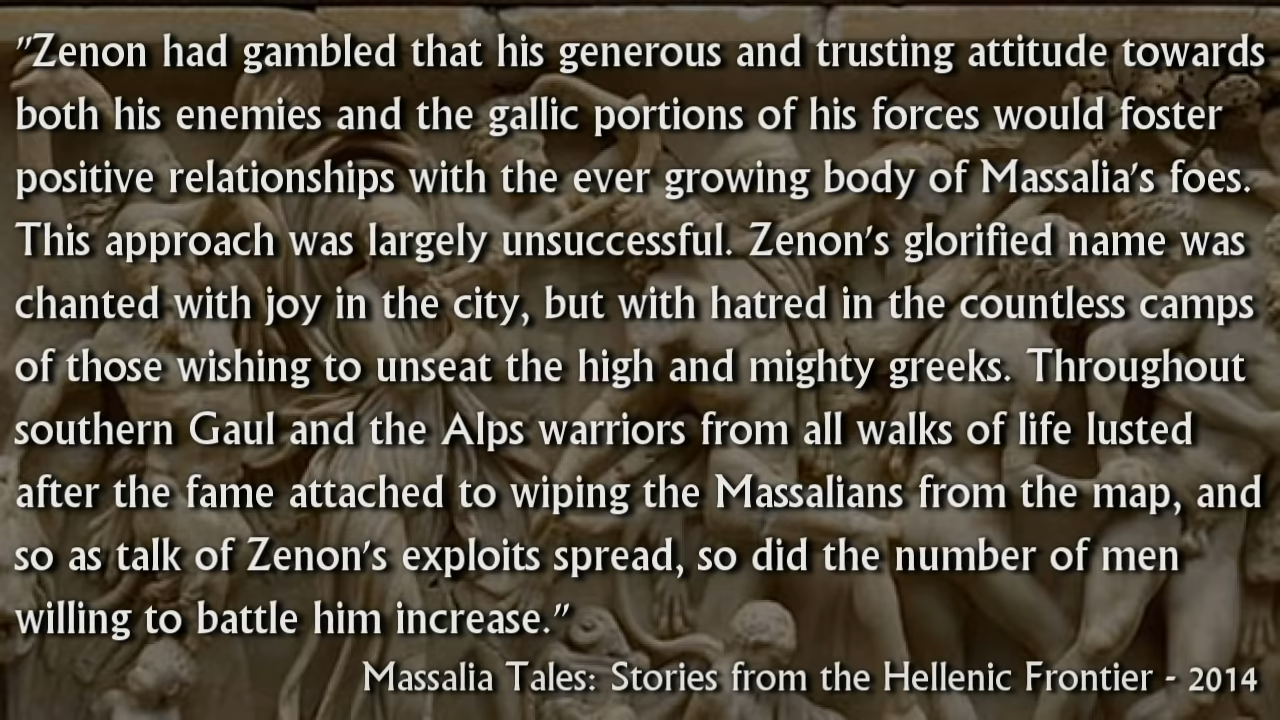 "Zenon had gambled that his generous and trusting attitude towards
both his enemies and the gallic portions of his forces would foster
positive relationships with the ever growing body of Massalia's foes.
This approach was largely unsuccessful. Zenon's glorified name was
chanted with joy in the city, but with hatred in the countless camps
of those wishing to unseat the high and mighty greeks. Throughout
southern Gaul and the Alps warriors from all walks of life lusted
after the fame attached to wiping the Massalians from the map, and
so as talk of Zenon's exploits spread, so did the number of men
willing to battle him increase."
Massalia Tales: Stories from the Hellenic Frontier - 2014